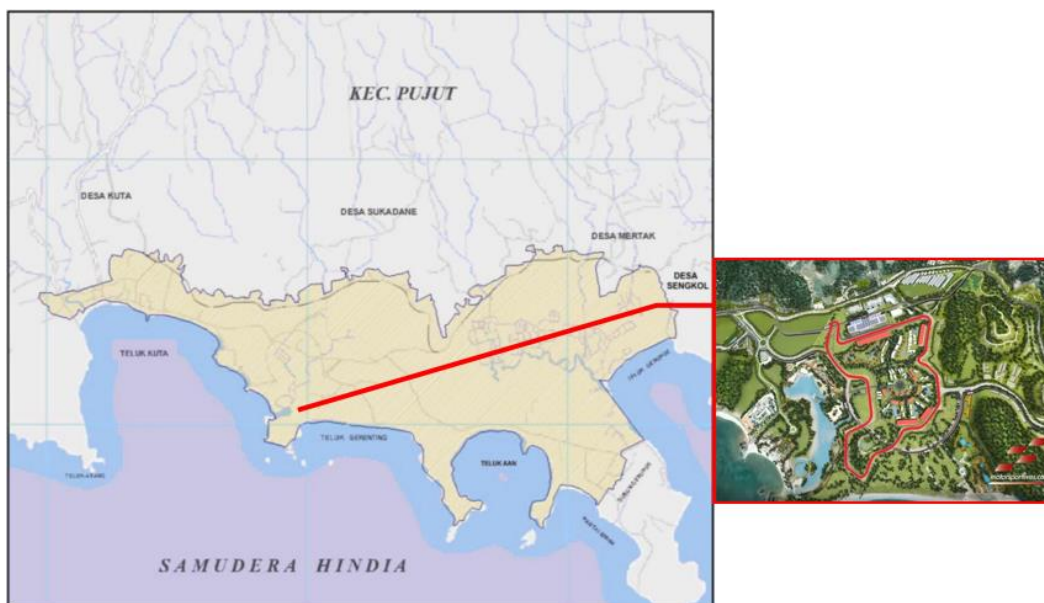 KEC. PUJUT
DESA KUTA
DESA SUKADANE
DESA MERTAK
DESA
SENGKOL
TELUK KUTA
TELUK SERENTING
TELUK AAN
SAMUDERA HINDIA